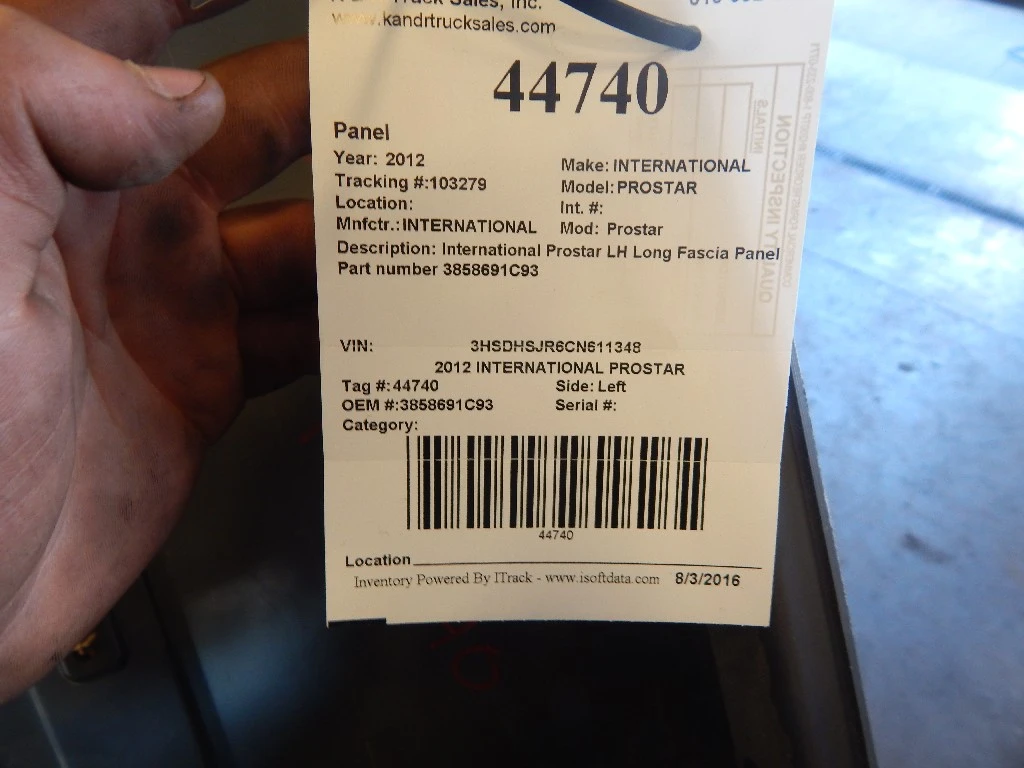 Truck Sales, Inc.
www.kandrtrucksales.com
44740
Panel
Year: 2012
Make: INTERNATIONAL
Tracking #:103279
Model: PROSTAR
Location:
Int. #:
Mnfctr.: INTERNATIONAL
Mod: Prostar
Description: International Prostar LH Long Fascia Panel
Part number 3858691C93
VIN: 3HSDHSJR6CN611348
2012 INTERNATIONAL PROSTAR
Tag #:44740
Side: Left
OEM #:3858691C93
Serial #:
Category:
44740
Location
Inventory Powered By ITrack - www.isoftdata.com 8/3/2016
QUALITY INSPECTION
INITIALS